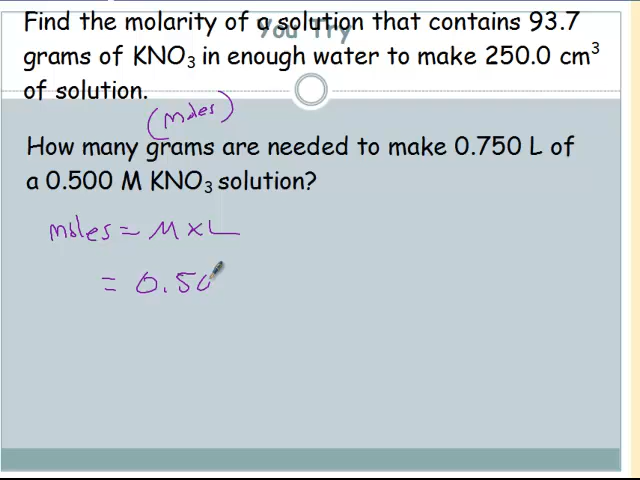 You Try
Find the molarity of a solution that contains 93.7
grams of KNO₃ in enough water to make 250.0 cm³
of solution.
(moles)
How many grams are needed to make 0.750 L of
a 0.500 M KNO₃ solution?
moles = M × L
= 0.50